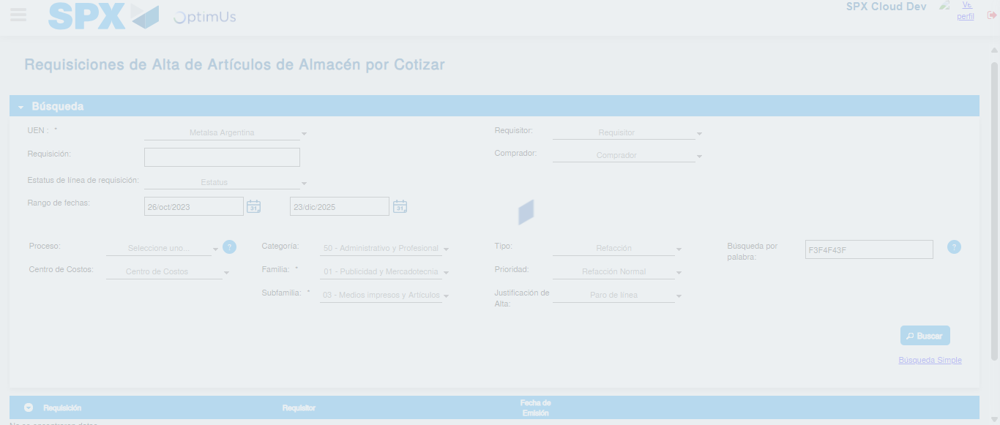 SPX OptimUs
SPX Cloud Dev
perfil
Requisiciones de Alta de Artículos de Almacén por Cotizar
Búsqueda
UEN : * Metalsa Argentina
Requisitor: Requisitor
Requisición:
Comprador: Comprador
Estatus de línea de requisición: Estatus
Rango de fechas: 26/oct/2023 31 23/dic/2025 31
Proceso: Seleccione uno... ?
Categoría: 50 - Administrativo y Profesional
Tipo: Refacción
Búsqueda por
palabra: F3F4F43F ?
Centro de Costos: Centro de Costos
Familia: * 01 - Publicidad y Mercadotecnia
Prioridad: Refacción Normal
Subfamilia: * 03 - Medios impresos y Artículos
Justificación de
Alta: Paro de línea
Buscar
Búsqueda Simple
Requisición Requisitor Fecha de
Emisión